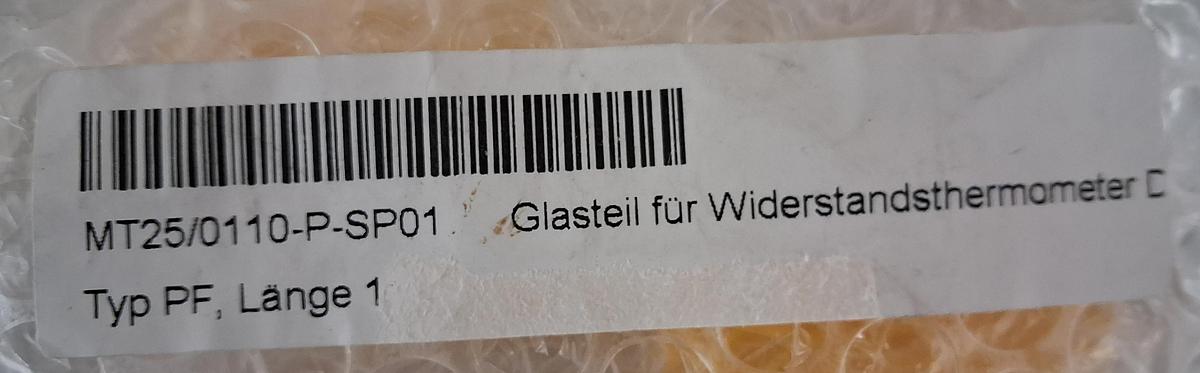 MT25/0110-P-SP01 Glasteil für Widerstandsthermometer D
Typ PF, Länge 1